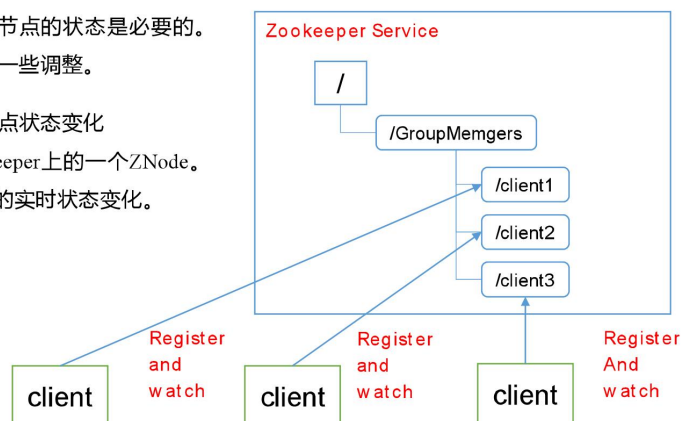 节点的状态是必要的。
一些调整。
点状态变化
eeper上的一个ZNode。
的实时状态变化。
Zookeeper Service
/
/GroupMemgers
/client1
/client2
/client3
Register
and
watch
Register
and
watch
Register
And
watch
client
client
client